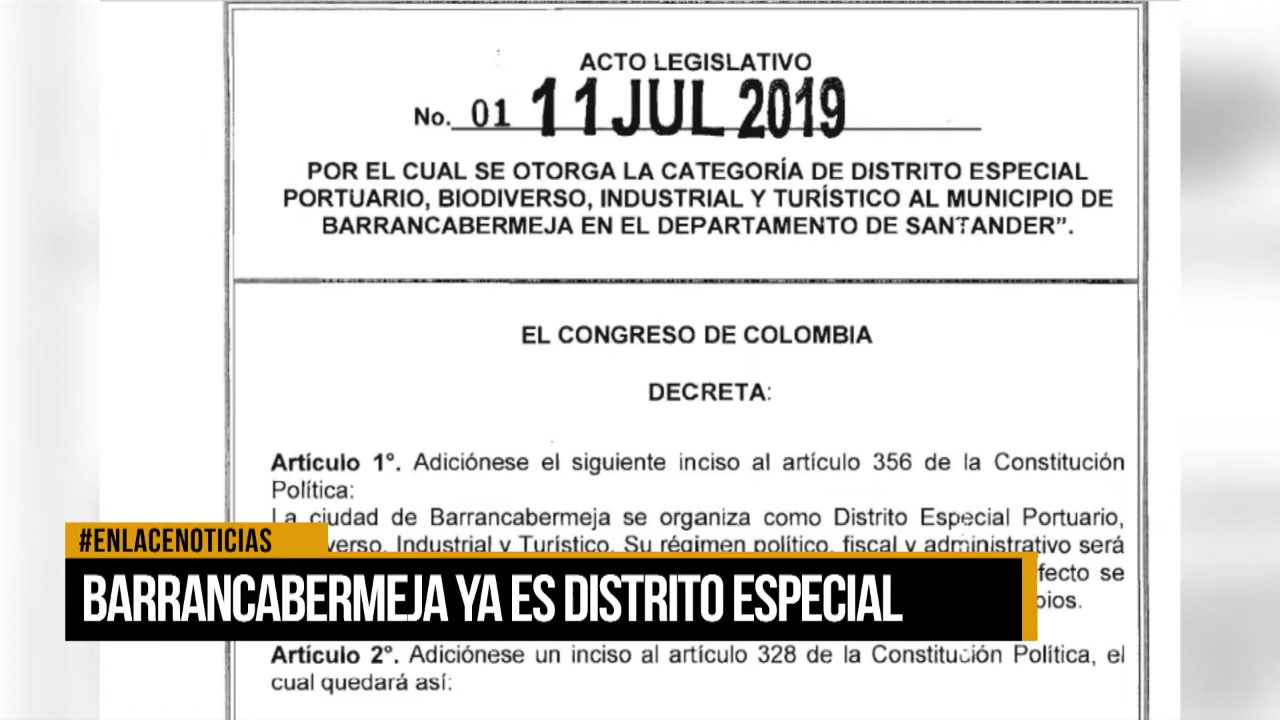 ACTO LEGISLATIVO
No. 01 11 JUL 2019
POR EL CUAL SE OTORGA LA CATEGORÍA DE DISTRITO ESPECIAL
PORTUARIO, BIODIVERSO, INDUSTRIAL Y TURÍSTICO AL MUNICIPIO DE
BARRANCABERMEJA EN EL DEPARTAMENTO DE SANTANDER”.
EL CONGRESO DE COLOMBIA
DECRETA:
Artículo 1°. Adiciónese el siguiente inciso al artículo 356 de la Constitución
Política:
La ciudad de Barrancabermeja se organiza como Distrito Especial Portuario,
Industrial y Turístico. Su régimen político, fiscal y administrativo será
se
#ENLACENOTICIAS
BARRANCABERMEJA YA ES DISTRITO ESPECIAL
Artículo 2°. Adiciónese un inciso al artículo 328 de la Constitución Política, el
cual quedará así: